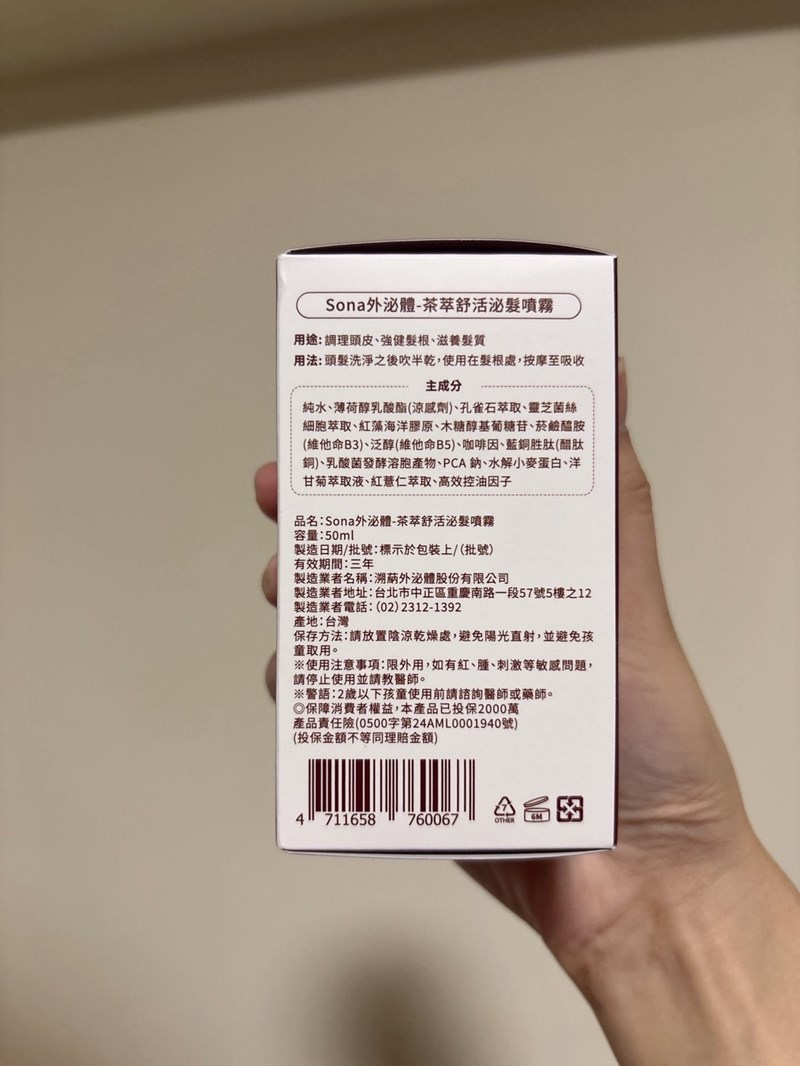 Sona外泌體-茶萃舒活泌髮噴霧
用途:調理頭皮、強健髮根、滋養髮質
用法:頭髮洗淨之後吹半乾,使用在髮根處,按摩至吸收
主成分
純水、薄荷醇乳酸酯(涼感劑)、孔雀石萃取、靈芝菌絲
細胞萃取、紅藻海洋膠原、木糖醇基葡糖苷、菸鹼醯胺
(維他命B3)、泛醇(維他命B5)、咖啡因、藍銅胜肽(醋肽
銅)、乳酸菌發酵溶胞產物、PCA 鈉、水解小麥蛋白、洋
甘菊萃取液、紅薏仁萃取、高效控油因子
品名:Sona外泌體-茶萃舒活泌髮噴霧
容量:50ml
製造日期/批號:標示於包裝上/(批號)
有效期間:三年
製造業者名稱:溯蒳外泌體股份有限公司
製造業者地址:台北市中正區重慶南路一段57號5樓之12
製造業者電話:(02)2312-1392
產地:台灣
保存方法:請放置陰涼乾燥處,避免陽光直射,並避免孩
童取用。
※使用注意事項:限外用,如有紅、腫、刺激等敏感問題,
請停止使用並請教醫師。
※警語:2歲以下孩童使用前請諮詢醫師或藥師。
◎保障消費者權益,本產品已投保2000萬
產品責任險(0500字第24AML0001940號)
(投保金額不等同理賠金額)
4 711658 760067
7
OTHER
6M